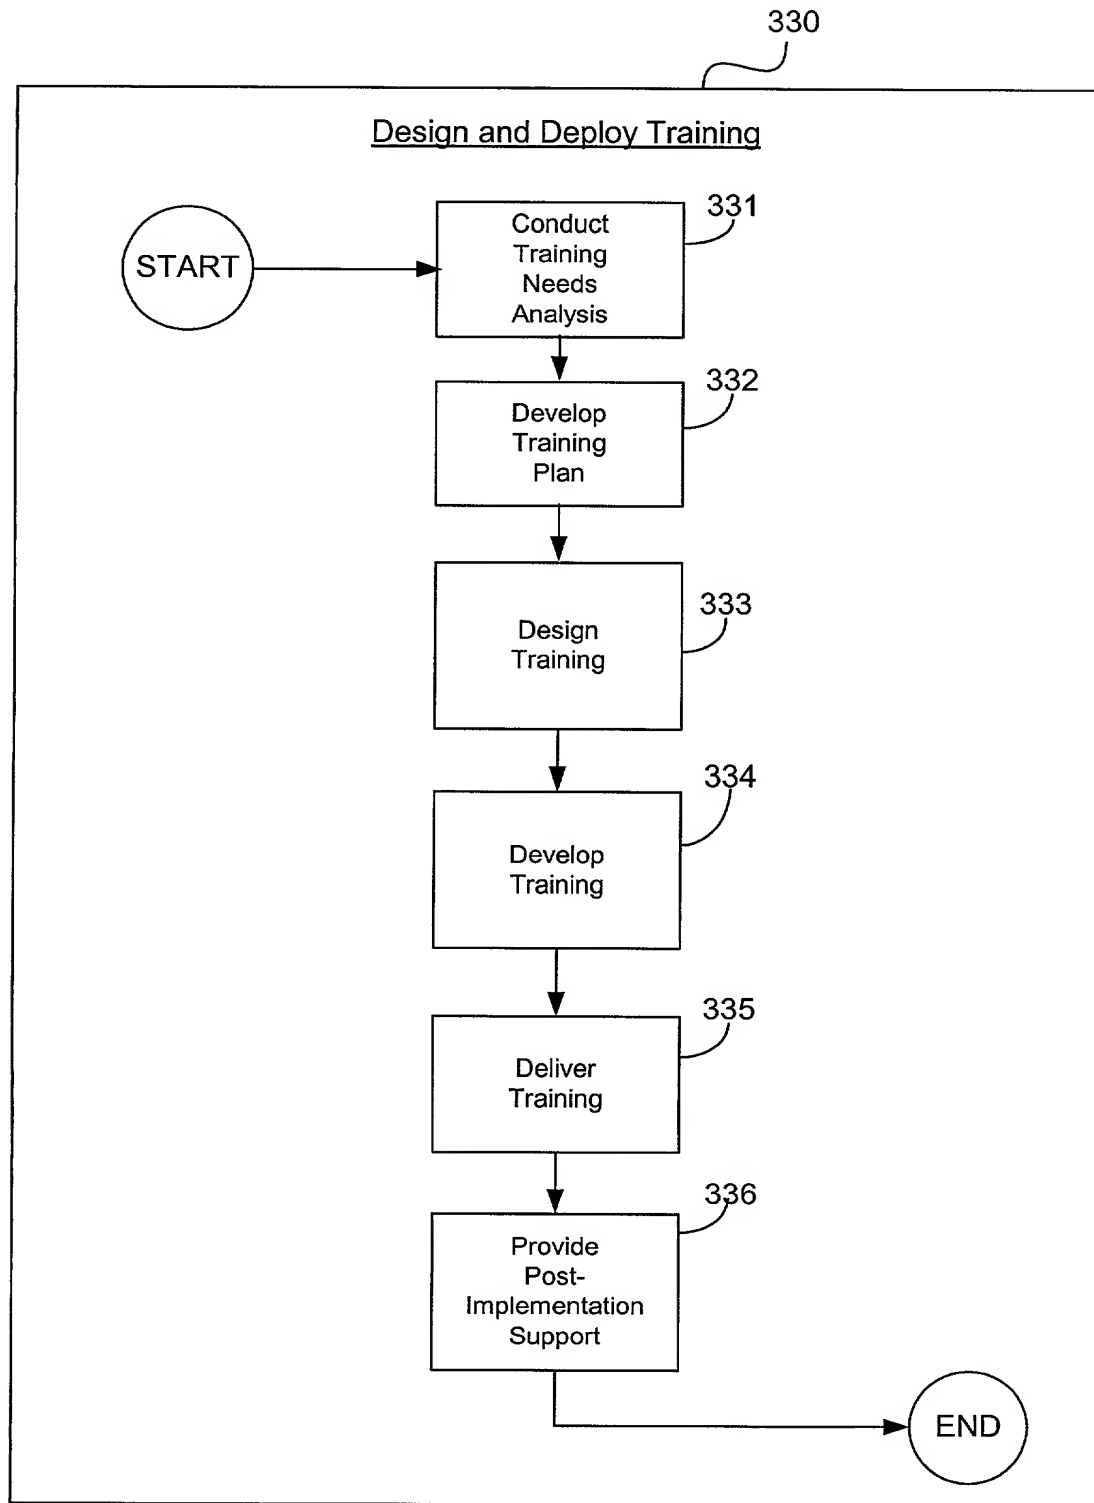 330
Design and Deploy Training
START
Conduct
Training
Needs
Analysis
331
Develop
Training
Plan
332
Design
Training
333
Develop
Training
334
Deliver
Training
335
Provide
Post-
Implementation
Support
336
END